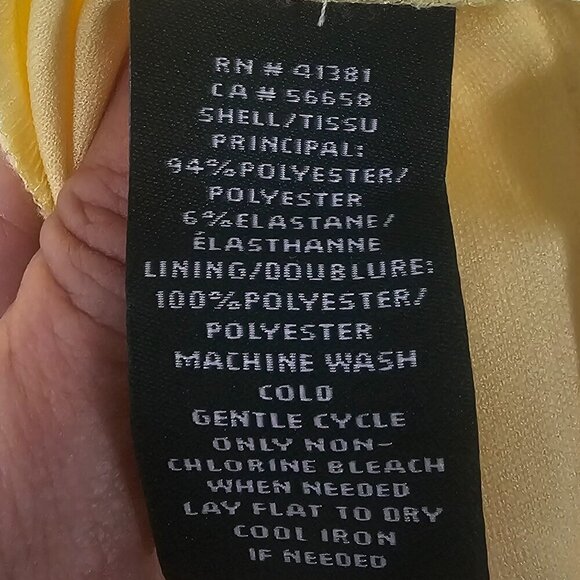 RN # 41381
CA # 56658
SHELL/TISSU
PRINCIPAL:
94%POLYESTER/
POLYESTER
6%ELASTANE/
ÉLASTHANNE
LINING/DOUBLURE:
100%POLYESTER/
POLYESTER
MACHINE WASH
COLD
GENTLE CYCLE
ONLY NON-
CHLORINE BLEACH
WHEN NEEDED
LAY FLAT TO DRY
COOL IRON
IF NEEDED